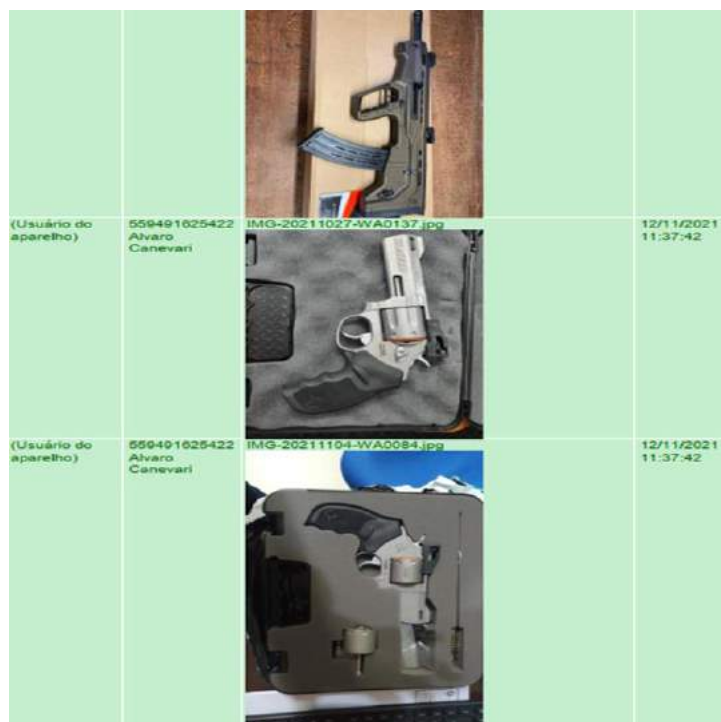 (Usuário do aparelho)
559491625422 Alvaro Canevari
IMG-20211027-WA0137.jpg
12/11/2021 11:37:42
(Usuário do aparelho)
559491625422 Alvaro Canevari
IMG-20211104-WA0084.jpg
12/11/2021 11:37:42